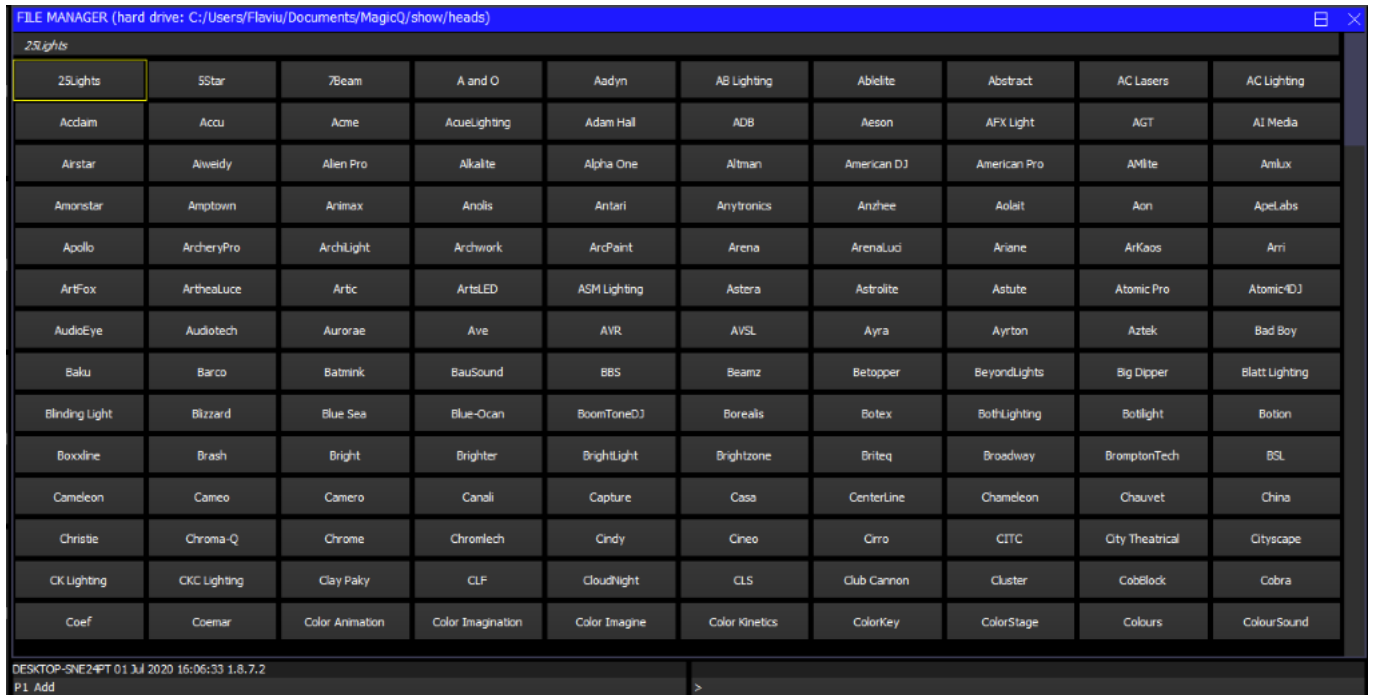 FILE MANAGER (hard drive: C:/Users/Flaviu/Documents/MagicQ/show/heads)
25Lights
25Lights 5Star 7Beam A and O Aadyn AB Lighting Ablelite Abstract AC Lasers AC Lighting
Acclaim Accu Acme AcueLighting Adam Hall ADB Aeson AFX Light AGT AI Media
Airstar Aiweidy Alien Pro Alkalite Alpha One Altman American DJ American Pro AMlite Amlux
Amonstar Amptown Animax Anolis Antari Anytronics Anzhee Aolait Aon ApeLabs
Apollo ArcheryPro ArchiLight Archwork ArcPaint Arena ArenaLuci Ariane ArKaos Arri
ArtFox ArtheaLuce Artic ArtsLED ASM Lighting Astera Astrolite Astute Atomic Pro Atomic4DJ
AudioEye Audiotech Aurorae Ave AVR AVSL Ayra Ayrton Aztek Bad Boy
Baku Barco Batmink BauSound BBS Beamz Betopper BeyondLights Big Dipper Blatt Lighting
Blinding Light Blizzard Blue Sea Blue-Ocan BoomToneDJ Borealis Botex BothLighting Botilight Botion
Boxxline Brash Bright Brighter BrightLight Brightzone Briteq Broadway BromptonTech BSL
Cameleon Cameo Camero Canali Capture Casa CenterLine Chameleon Chauvet China
Christie Chroma-Q Chrome Chromlech Cindy Cineo Cirro CITC City Theatrical Cityscape
CK Lighting CKC Lighting Clay Paky CLF CloudNight CLS Club Cannon Cluster CobBlock Cobra
Coef Coemar Color Animation Color Imagination Color Imagine Color Kinetics ColorKey ColorStage Colours ColourSound
DESKTOP-SNE24PT 01 Jul 2020 16:06:33 1.8.7.2
P1 Add >